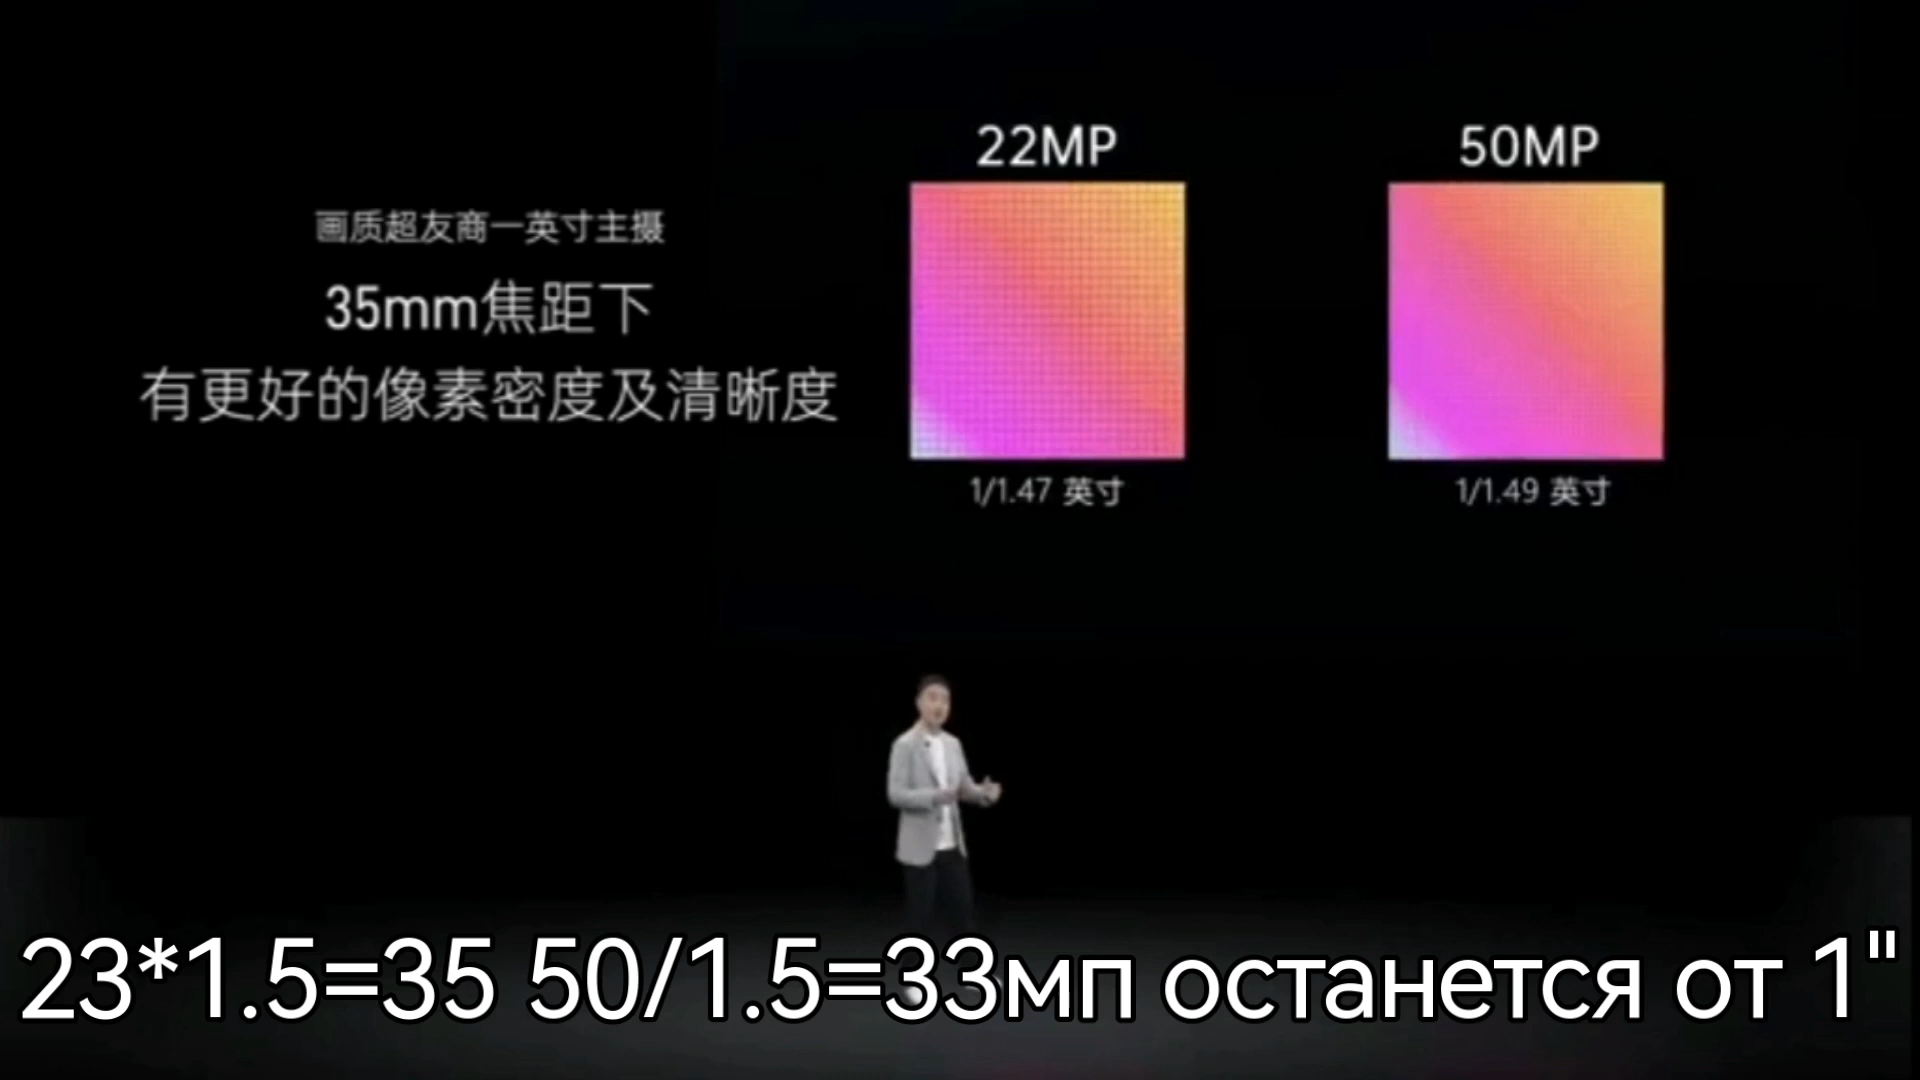 画质超友商一英寸主摄
35mm焦距下
有更好的像素密度及清晰度
22MP
50MP
1/1.47 英寸
1/1.49 英寸
23*1.5=35 50/1.5=33мп останется от 1"